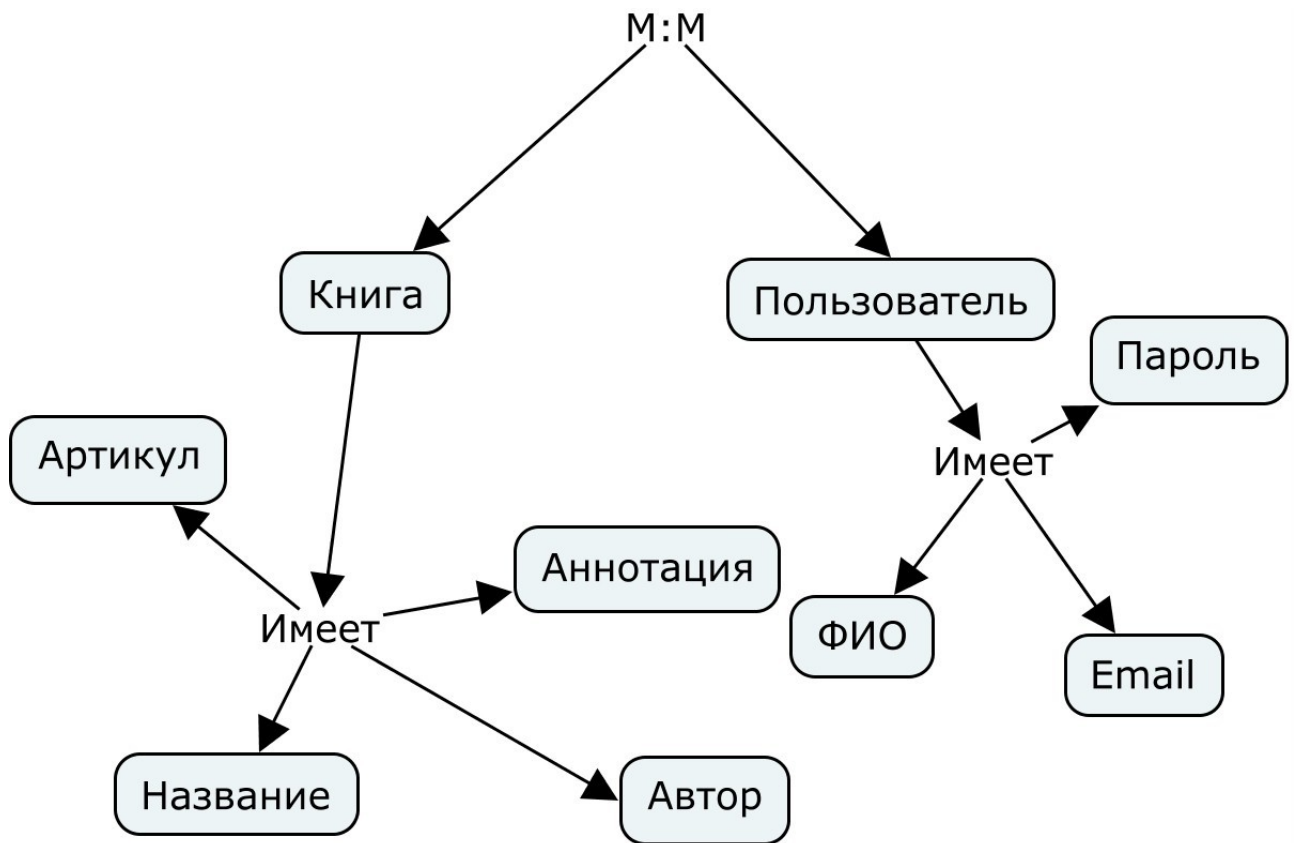 М:М
Книга
Пользователь
Пароль
Артикул
Имеет
Аннотация
ФИО
Имеет
Email
Название
Автор